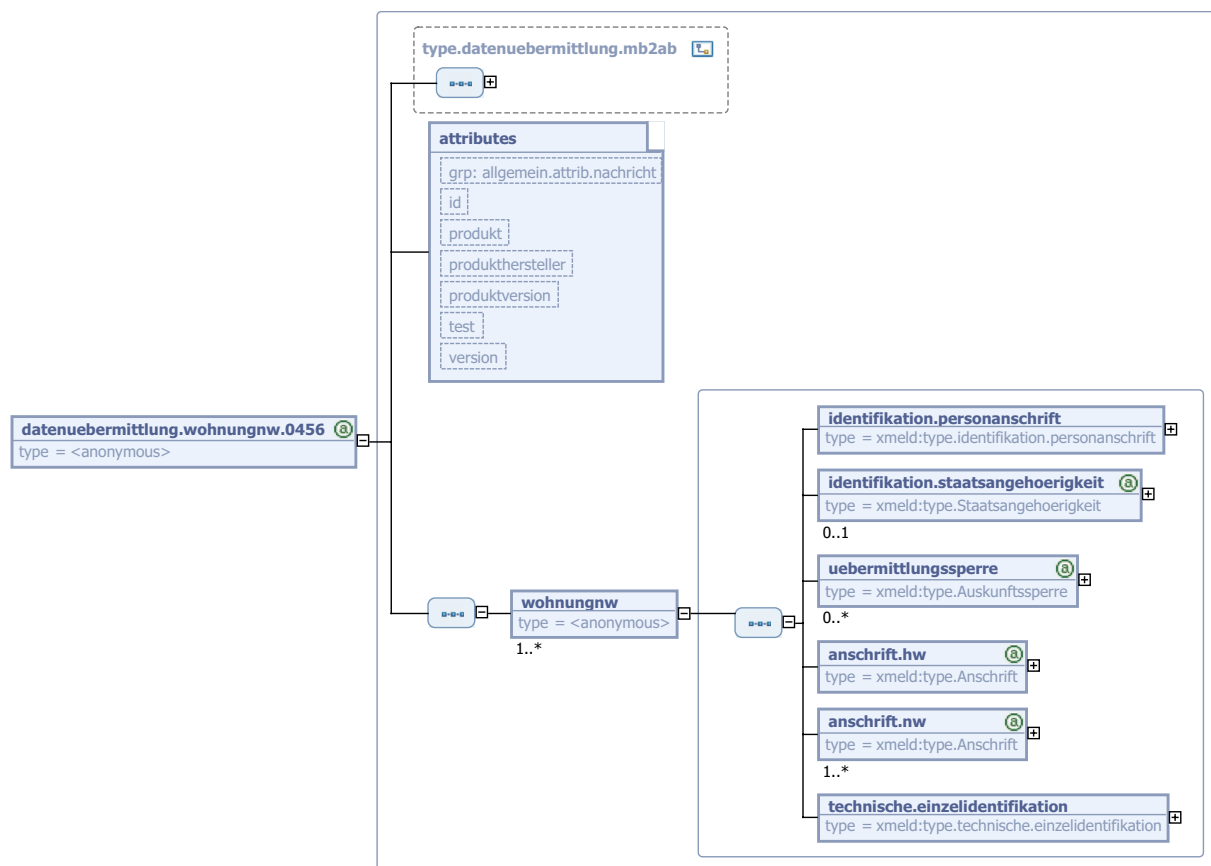 type.datenuebermittlung.mb2ab
attributes
grp: allgemein.attrib.nachricht
id
produkt
produkthersteller
produktversion
test
version
datenuebermittlung.wohnungnw.0456 a
type = <anonymous>
wohnungnw
type = <anonymous>
1..*
identifikation.personanschrift
type = xmeld:type.identifikation.personanschrift
identifikation.staatsangehoerigkeit a
type = xmeld:type.Staatsangehoerigkeit
0..1
uebermittlungssperre a
type = xmeld:type.Auskunftssperre
0..*
anschrift.hw a
type = xmeld:type.Anschrift
anschrift.nw a
type = xmeld:type.Anschrift
1..*
technische.einzelidentifikation
type = xmeld:type.technische.einzelidentifikation